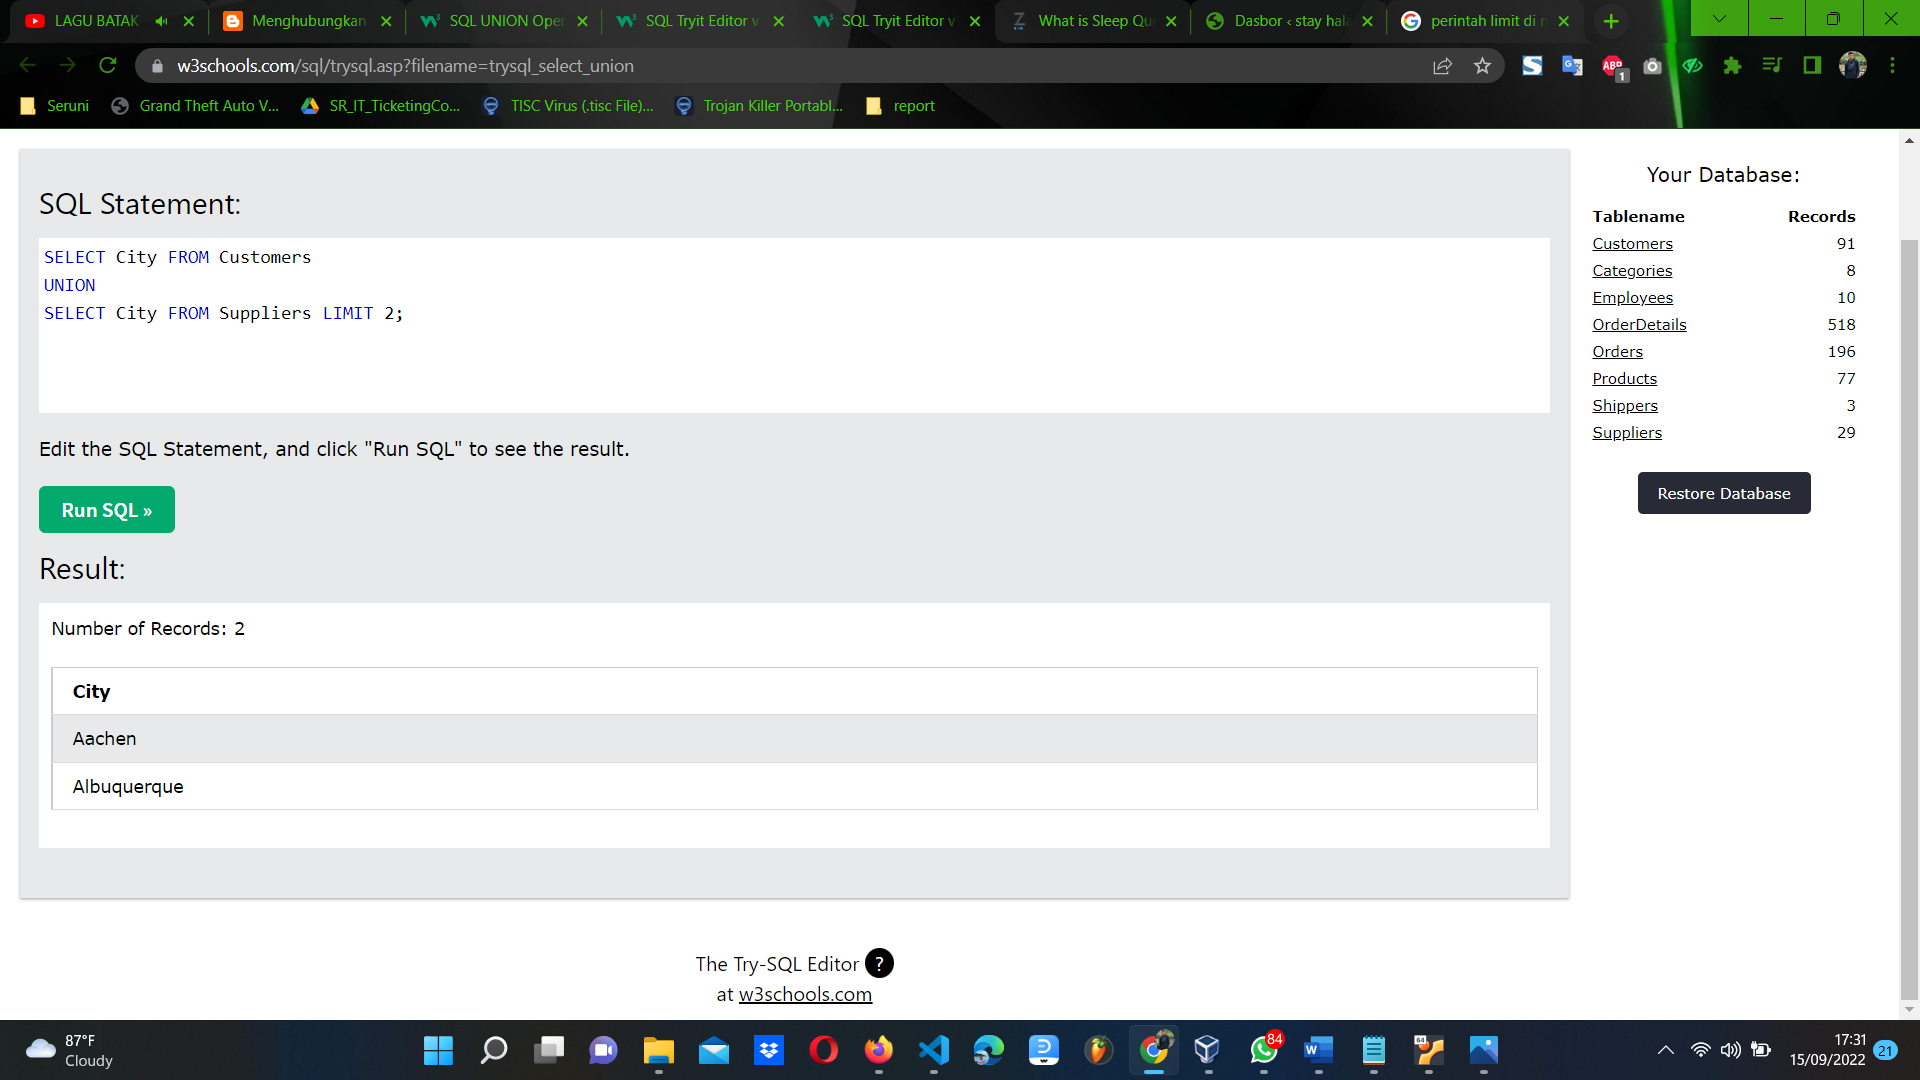 LAGU BATAK
Menghubungkan
SQL UNION Oper
SQL Tryit Editor v
SQL Tryit Editor v
What is Sleep Qu
Dasbor ‹ stay hala
perintah limit di
w3schools.com/sql/trysql.asp?filename=trysql_select_union
ABP
1
Seruni
Grand Theft Auto V...
SR_IT_TicketingCo...
TISC Virus (.tisc File)...
Trojan Killer Portabl...
report
SQL Statement:
SELECT City FROM Customers
UNION
SELECT City FROM Suppliers LIMIT 2;
Edit the SQL Statement, and click "Run SQL" to see the result.
Run SQL »
Result:
Number of Records: 2
City
Aachen
Albuquerque
The Try-SQL Editor ?
at w3schools.com
Your Database:
Tablename Records
Customers 91
Categories 8
Employees 10
OrderDetails 518
Orders 196
Products 77
Shippers 3
Suppliers 29
Restore Database
87°F
Cloudy
84
64
17:31
15/09/2022
21